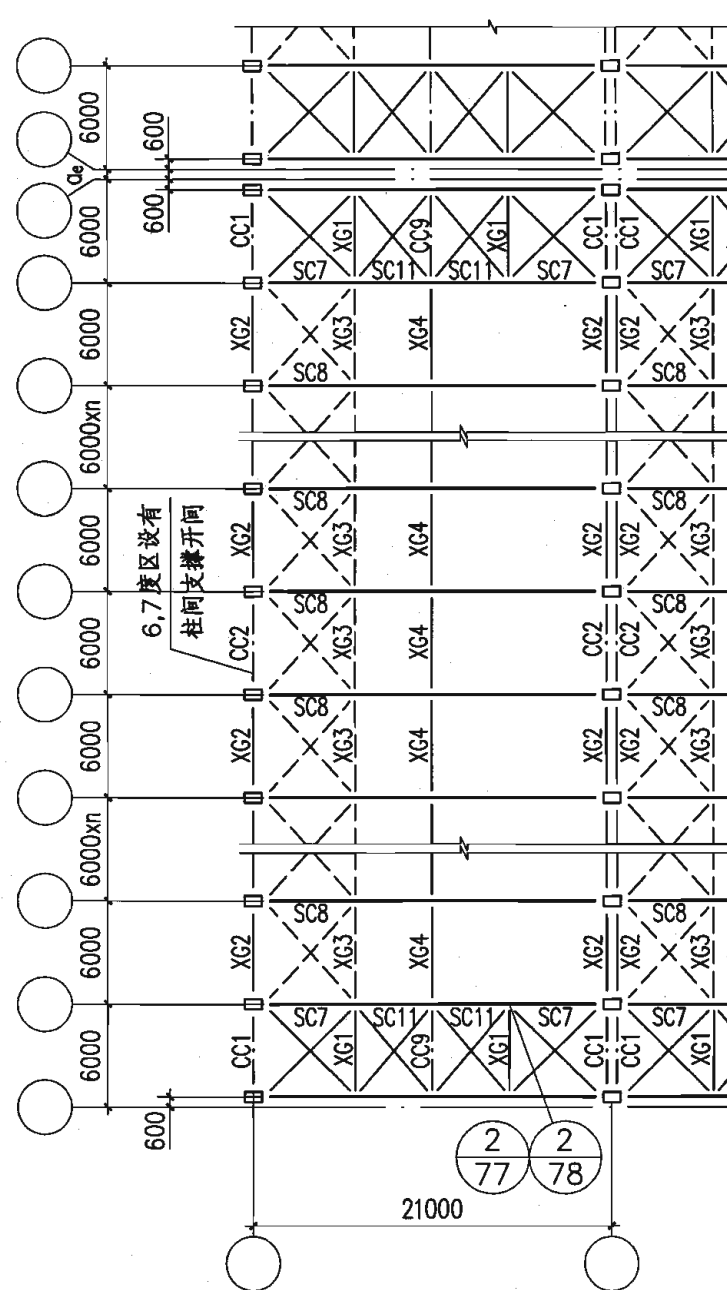 6000
600
ae
600
6000
CC1
XG1
CC9
XG1
CC1
CC1
XG1
SC7
SC11
SC11
SC7
SC7
6000
XG2
XG3
XG4
XG2
XG2
XG3
SC8
SC8
6000xn
SC8
SC8
6000
XG2
XG3
XG4
XG2
XG2
XG3
6,7度区设有
柱间支撑开间
SC8
SC8
6000
CC2
XG3
XG4
CC2
CC2
XG3
SC8
SC8
6000
XG2
XG3
XG4
XG2
XG2
XG3
6000xn
SC8
SC8
6000
XG2
XG3
XG4
XG2
XG2
XG3
SC7
SC11
SC11
SC7
SC7
6000
CC1
XG1
CC9
XG1
CC1
CC1
XG1
600
2
77
2
78
21000